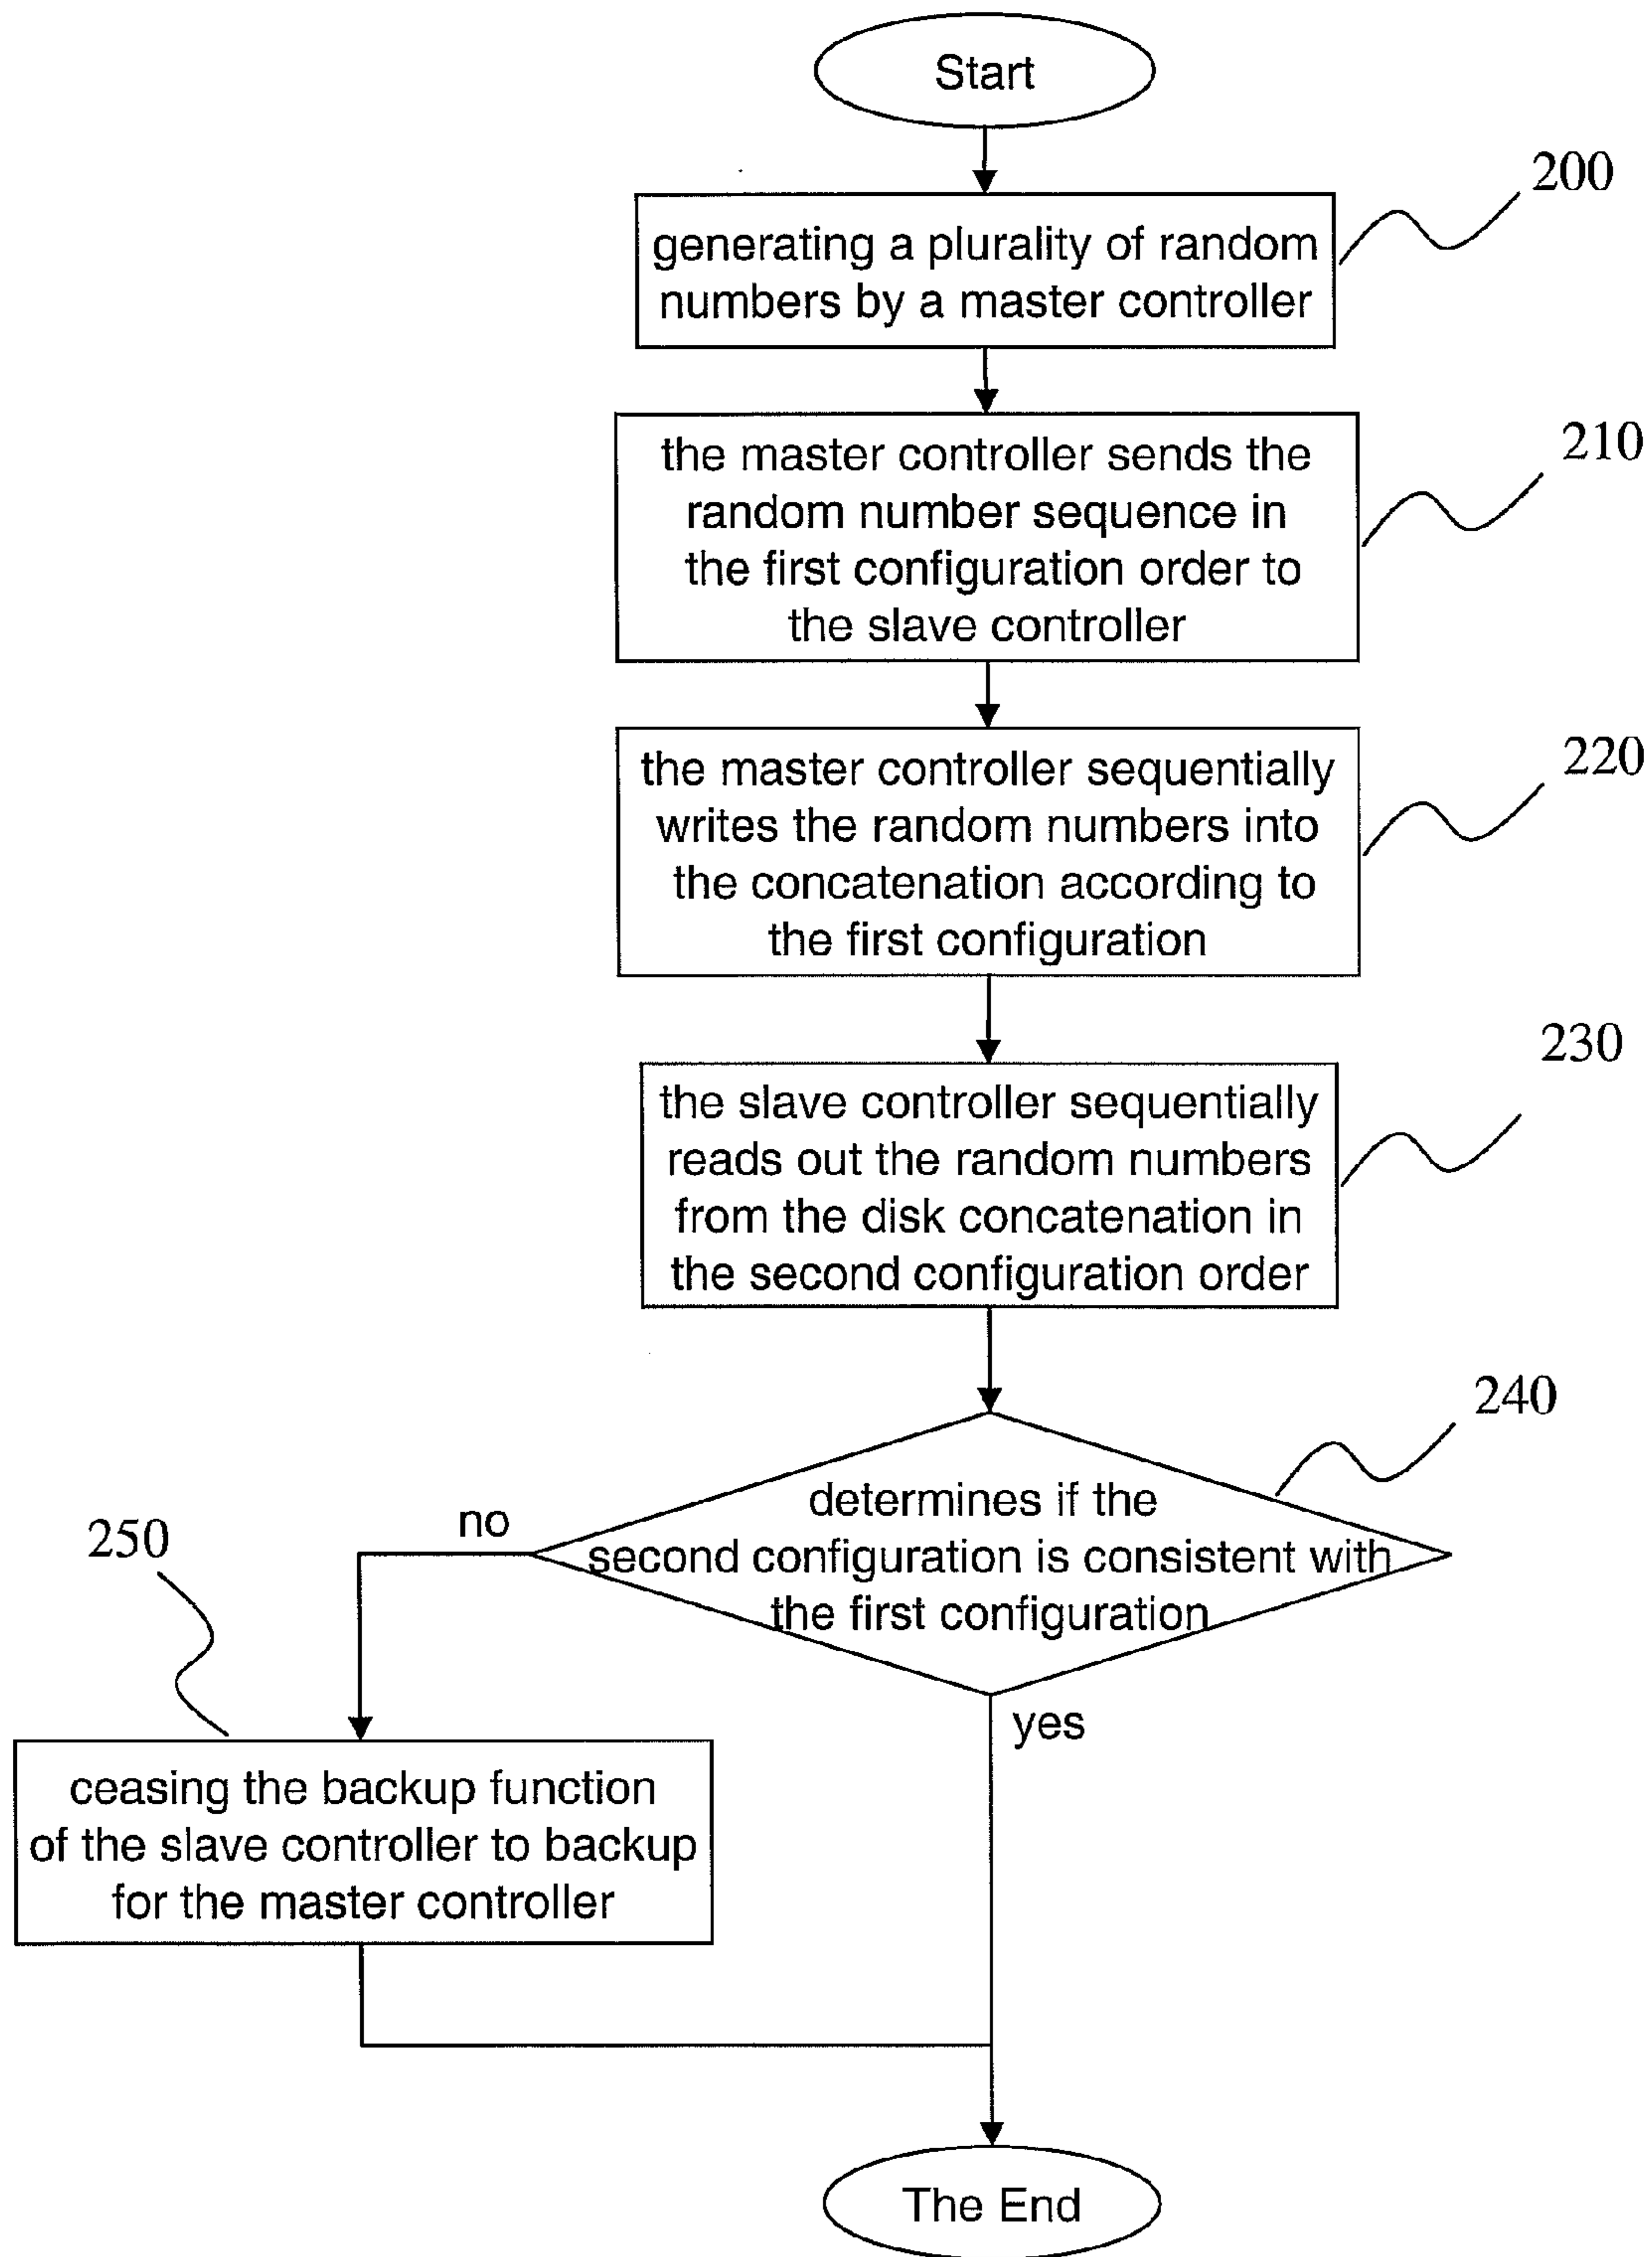 Start
200
generating a plurality of random
numbers by a master controller
210
the master controller sends the
random number sequence in
the first configuration order to
the slave controller
220
the master controller sequentially
writes the random numbers into
the concatenation according to
the first configuration
230
the slave controller sequentially
reads out the random numbers
from the disk concatenation in
the second configuration order
240
determines if the
second configuration is consistent with
the first configuration
no
250
yes
ceasing the backup function
of the slave controller to backup
for the master controller
The End